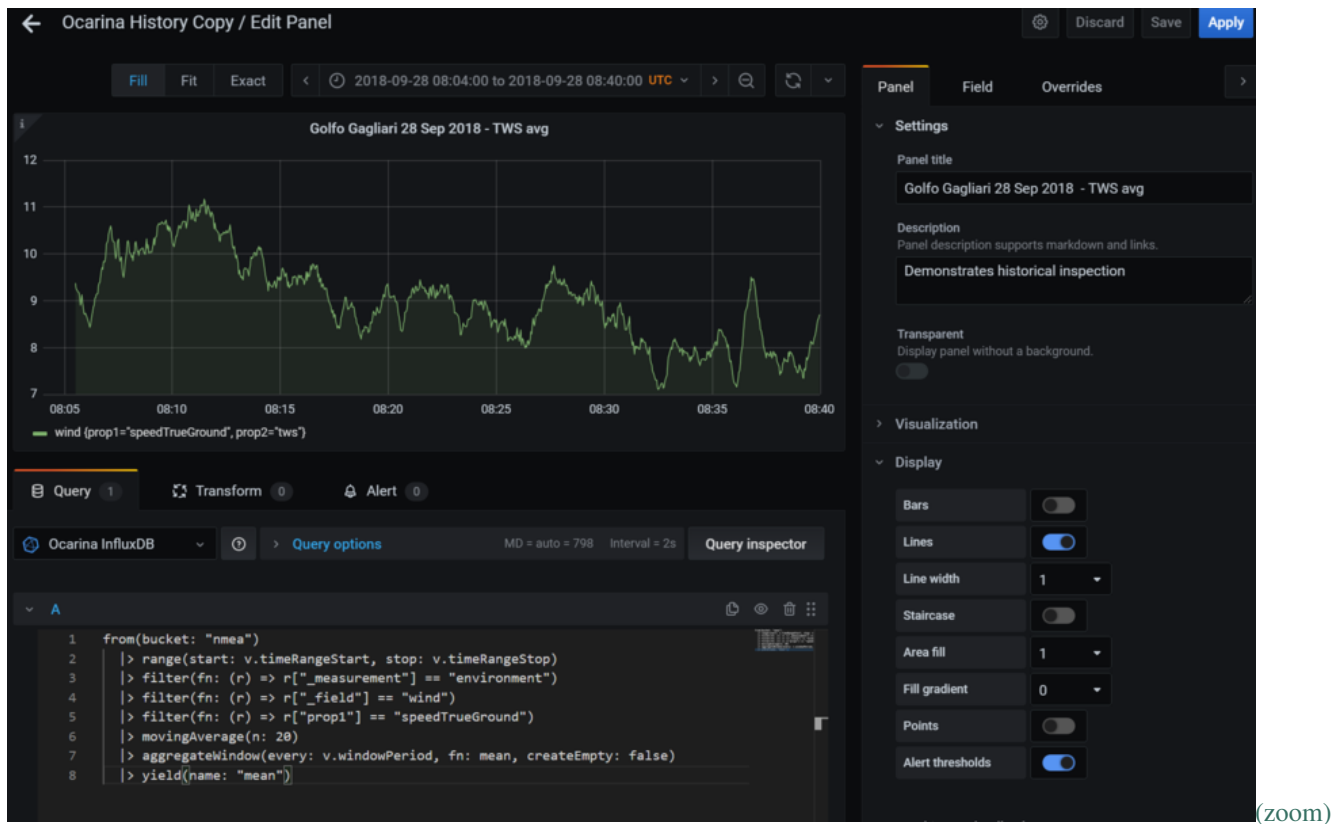 Ocarina History Copy / Edit Panel
Discard Save Apply
Fill Fit Exact 2018-09-28 08:04:00 to 2018-09-28 08:40:00 UTC
Panel Field Overrides
Golfo Gagliari 28 Sep 2018 - TWS avg
12
11
10
9
8
7
08:05 08:10 08:15 08:20 08:25 08:30 08:35 08:40
wind {prop1="speedTrueGround", prop2="tws"}
Settings
Panel title
Golfo Gagliari 28 Sep 2018  - TWS avg
Description
Panel description supports markdown and links.
Demonstrates historical inspection
Transparent
Display panel without a background.
Visualization
Display
Bars
Lines
Line width 1
Staircase
Area fill 1
Fill gradient 0
Points
Alert thresholds
Query 1 Transform 0 Alert 0
Ocarina InfluxDB Query options MD = auto = 798 Interval = 2s Query inspector
A
1 from(bucket: "nmea")
2 |> range(start: v.timeRangeStart, stop: v.timeRangeStop)
3 |> filter(fn: (r) => r["_measurement"] == "environment")
4 |> filter(fn: (r) => r["_field"] == "wind")
5 |> filter(fn: (r) => r["prop1"] == "speedTrueGround")
6 |> movingAverage(n: 20)
7 |> aggregateWindow(every: v.windowPeriod, fn: mean, createEmpty: false)
8 |> yield(name: "mean")
(zoom)